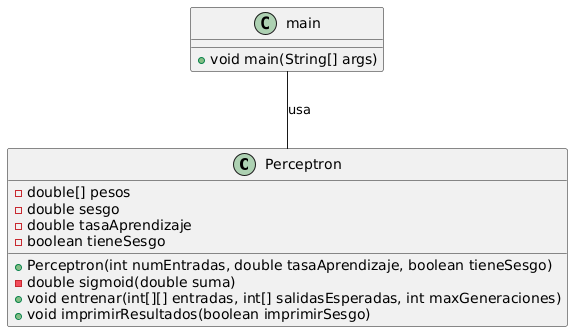 C main
void main(String[] args)
usa
C Perceptron
double[] pesos
double sesgo
double tasaAprendizaje
boolean tieneSesgo
Perceptron(int numEntradas, double tasaAprendizaje, boolean tieneSesgo)
double sigmoid(double suma)
void entrenar(int[][] entradas, int[] salidasEsperadas, int maxGeneraciones)
void imprimirResultados(boolean imprimirSesgo)